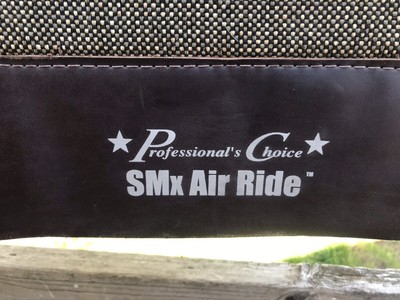 ★ Professional's Choice ★
SMx Air Ride™